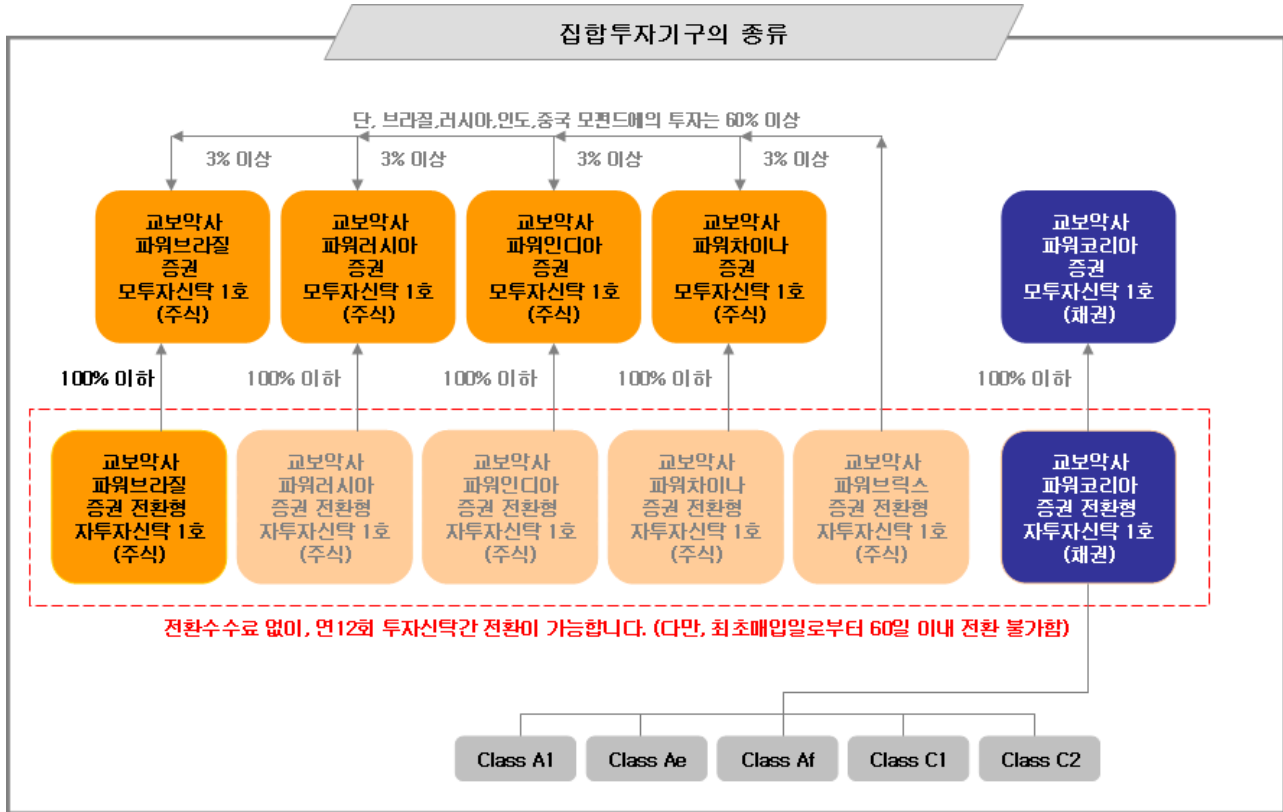 집합투자기구의 종류
단, 브라질,러시아,인도,중국 모펀드에의 투자는 60% 이상
3% 이상
3% 이상
3% 이상
3% 이상
교보악사
파워브라질
증권
모투자신탁 1호
(주식)
교보악사
파워러시아
증권
모투자신탁 1호
(주식)
교보악사
파워인디아
증권
모투자신탁 1호
(주식)
교보악사
파워차이나
증권
모투자신탁 1호
(주식)
교보악사
파워코리아
증권
모투자신탁 1호
(채권)
100% 이하
100% 이하
100% 이하
100% 이하
100% 이하
교보악사
파워브라질
증권 전환형
자투자신탁 1호
(주식)
교보악사
파워러시아
증권 전환형
자투자신탁 1호
(주식)
교보악사
파워인디아
증권 전환형
자투자신탁 1호
(주식)
교보악사
파워차이나
증권 전환형
자투자신탁 1호
(주식)
교보악사
파워브릭스
증권 전환형
자투자신탁 1호
(주식)
교보악사
파워코리아
증권 전환형
자투자신탁 1호
(채권)
전환수수료 없이, 연12회 투자신탁간 전환이 가능합니다. (다만, 최초매입일로부터 60일 이내 전환 불가함)
Class A1
Class Ae
Class Af
Class C1
Class C2